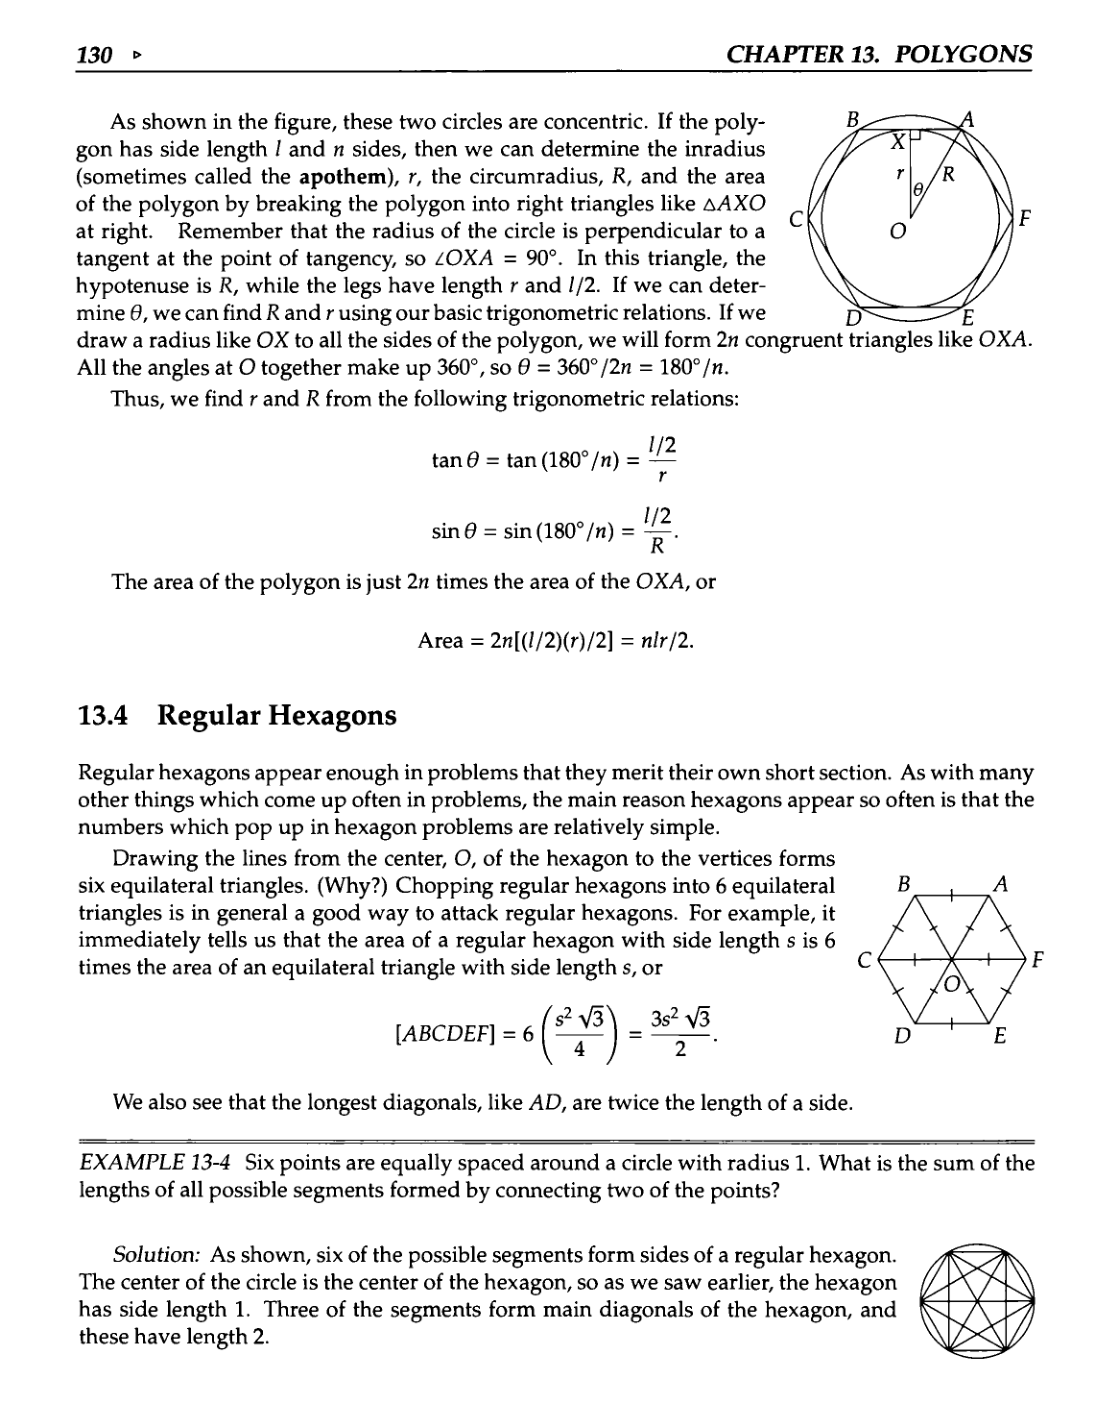 130 ▹ CHAPTER 13. POLYGONS
As shown in the figure, these two circles are concentric. If the poly-
gon has side length l and n sides, then we can determine the inradius
(sometimes called the apothem), r, the circumradius, R, and the area
of the polygon by breaking the polygon into right triangles like △AXO
at right. Remember that the radius of the circle is perpendicular to a
tangent at the point of tangency, so ∠OXA = 90°. In this triangle, the
hypotenuse is R, while the legs have length r and l/2. If we can deter-
mine θ, we can find R and r using our basic trigonometric relations. If we
draw a radius like OX to all the sides of the polygon, we will form 2n congruent triangles like OXA.
All the angles at O together make up 360°, so θ = 360°/2n = 180°/n.
B A
X
r R
θ
C O F
D E
Thus, we find r and R from the following trigonometric relations:
tan θ = tan (180°/n) = (l/2)/r
sin θ = sin (180°/n) = (l/2)/R.
The area of the polygon is just 2n times the area of the OXA, or
Area = 2n[(l/2)(r)/2] = nlr/2.
13.4 Regular Hexagons
Regular hexagons appear enough in problems that they merit their own short section. As with many
other things which come up often in problems, the main reason hexagons appear so often is that the
numbers which pop up in hexagon problems are relatively simple.
Drawing the lines from the center, O, of the hexagon to the vertices forms
six equilateral triangles. (Why?) Chopping regular hexagons into 6 equilateral
triangles is in general a good way to attack regular hexagons. For example, it
immediately tells us that the area of a regular hexagon with side length s is 6
times the area of an equilateral triangle with side length s, or
B A
C F
O
D E
[ABCDEF] = 6 (s²√3/4) = 3s²√3/2.
We also see that the longest diagonals, like AD, are twice the length of a side.
EXAMPLE 13-4 Six points are equally spaced around a circle with radius 1. What is the sum of the
lengths of all possible segments formed by connecting two of the points?
Solution: As shown, six of the possible segments form sides of a regular hexagon.
The center of the circle is the center of the hexagon, so as we saw earlier, the hexagon
has side length 1. Three of the segments form main diagonals of the hexagon, and
these have length 2.